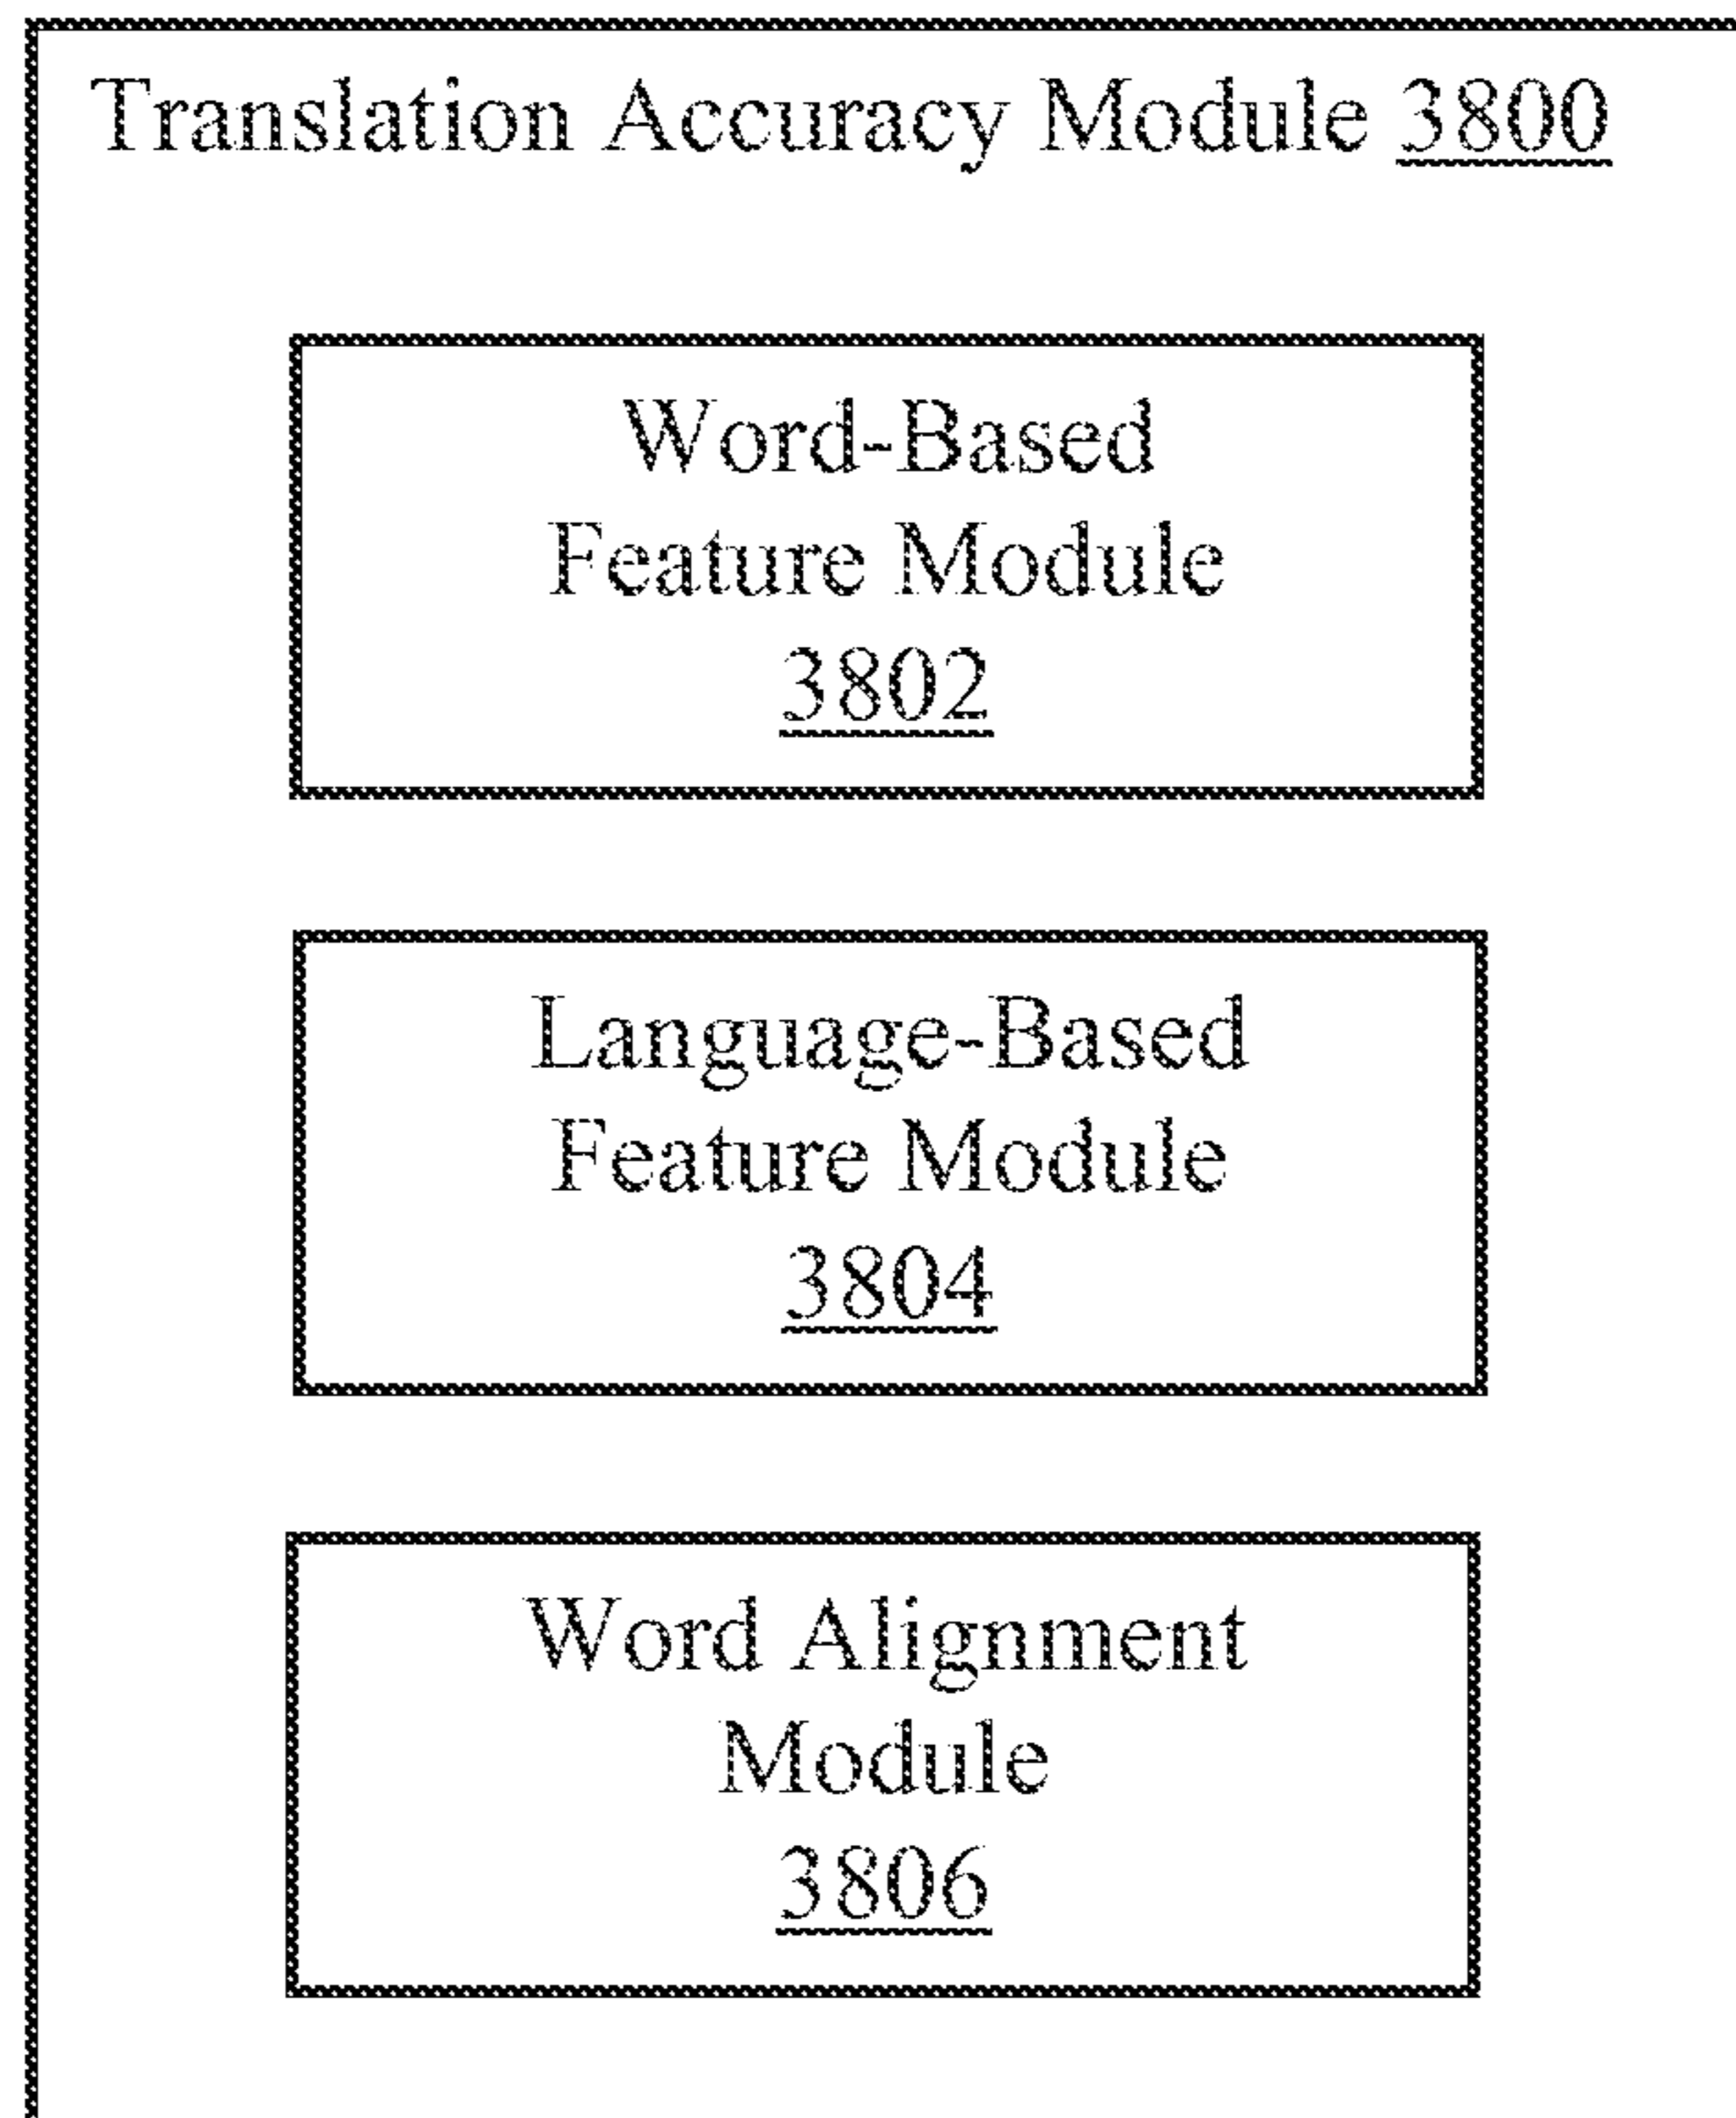 Translation Accuracy Module 3800
Word-Based
Feature Module
3802
Language-Based
Feature Module
3804
Word Alignment
Module
3806